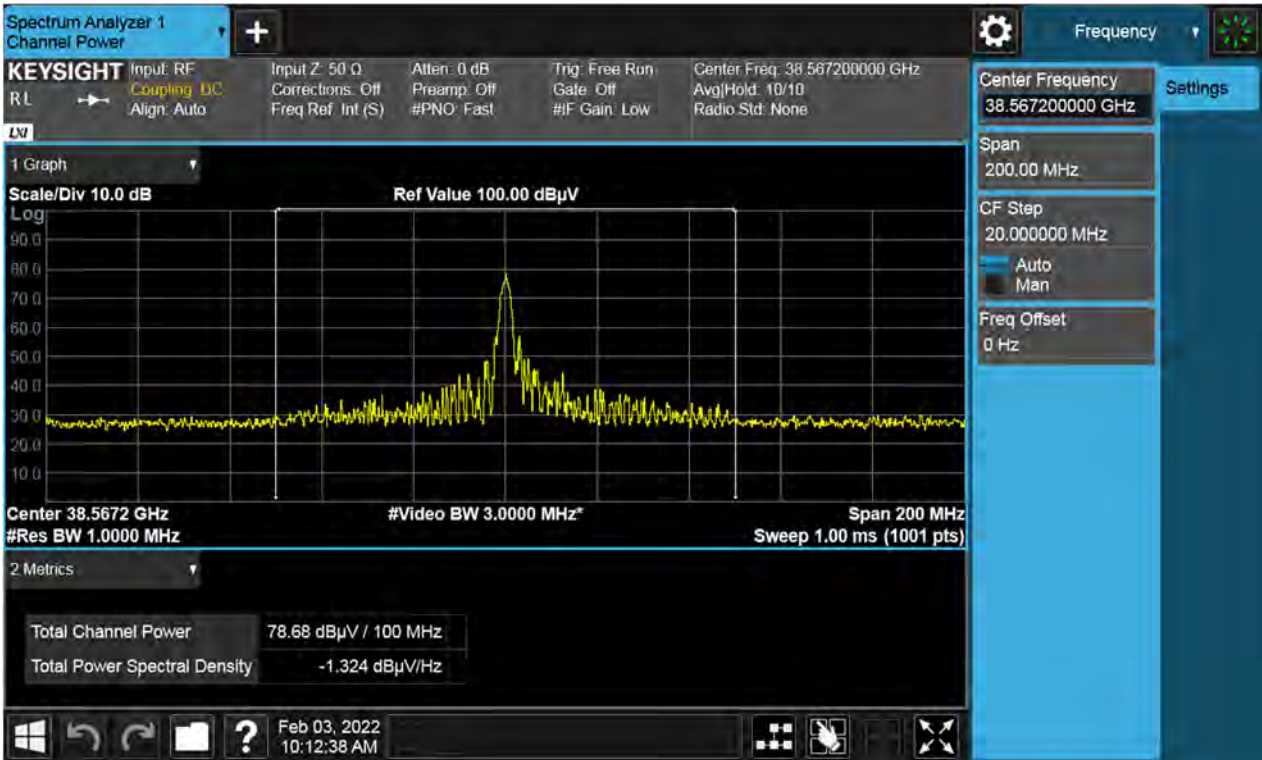 Spectrum Analyzer 1
Channel Power
+
Frequency
KEYSIGHT
RL
LXI
Input: RF
Coupling: DC
Align: Auto
Input Z: 50 Ω
Corrections: Off
Freq Ref: Int (S)
Atten: 0 dB
Preamp: Off
#PNO: Fast
Trig: Free Run
Gate: Off
#IF Gain: Low
Center Freq: 38.567200000 GHz
Avg|Hold: 10/10
Radio Std: None
Center Frequency
38.567200000 GHz
Settings
Span
200.00 MHz
CF Step
20.000000 MHz
Auto
Man
Freq Offset
0 Hz
1 Graph
Scale/Div 10.0 dB
Ref Value 100.00 dBµV
Log
90.0
80.0
70.0
60.0
50.0
40.0
30.0
20.0
10.0
Center 38.5672 GHz
#Video BW 3.0000 MHz*
Span 200 MHz
#Res BW 1.0000 MHz
Sweep 1.00 ms (1001 pts)
2 Metrics
Total Channel Power 78.68 dBµV / 100 MHz
Total Power Spectral Density -1.324 dBµV/Hz
?
Feb 03, 2022
10:12:38 AM